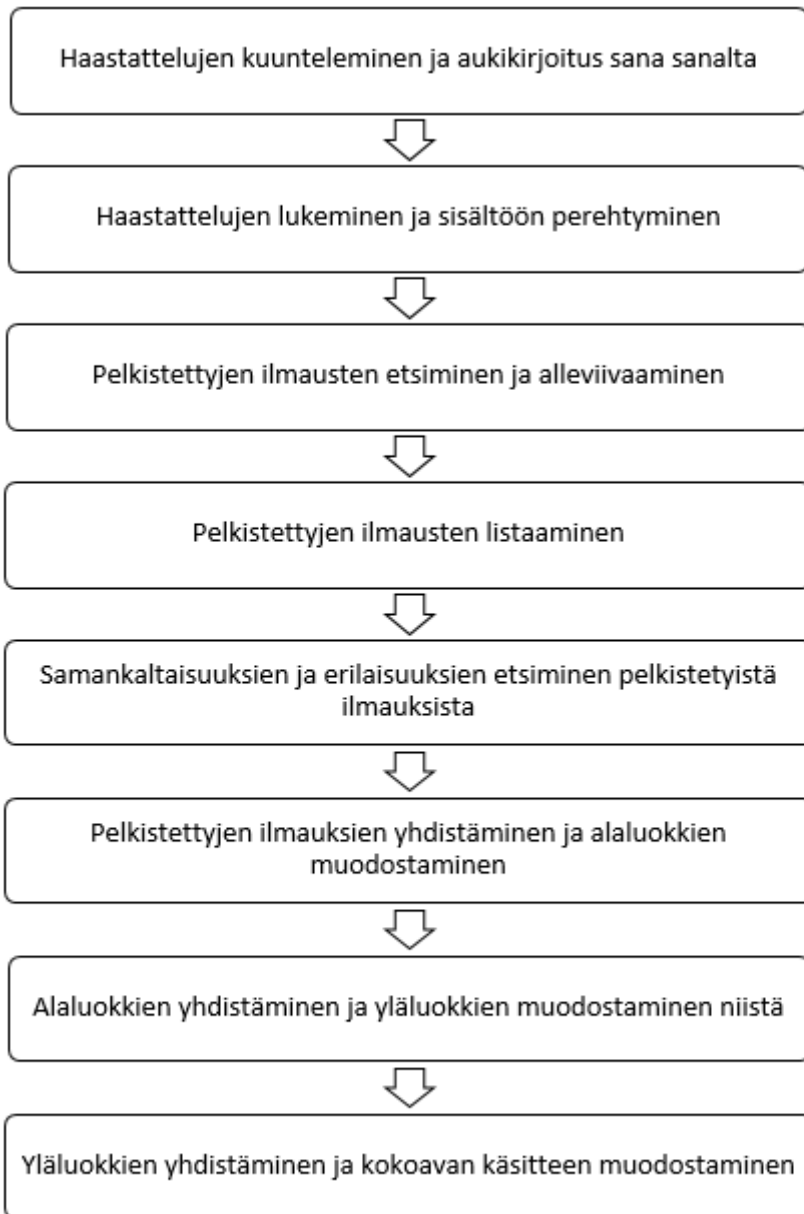 Haastattelujen kuunteleminen ja aukikirjoitus sana sanalta
Haastattelujen lukeminen ja sisältöön perehtyminen
Pelkistettyjen ilmausten etsiminen ja alleviivaaminen
Pelkistettyjen ilmausten listaaminen
Samankaltaisuuksien ja erilaisuuksien etsiminen pelkistetyistä
ilmauksista
Pelkistettyjen ilmauksien yhdistäminen ja alaluokkien
muodostaminen
Alaluokkien yhdistäminen ja yläluokkien muodostaminen niistä
Yläluokkien yhdistäminen ja kokoavan käsitteen muodostaminen